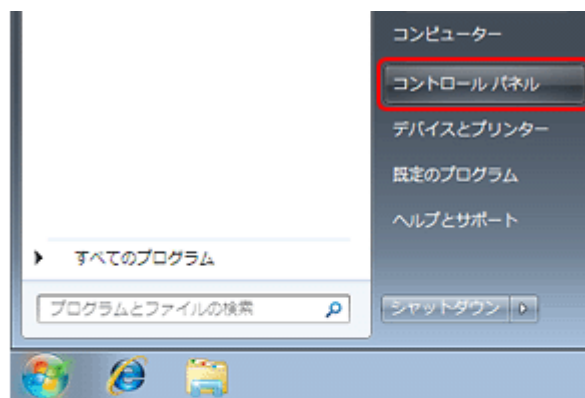 コンピューター
コントロール パネル
デバイスとプリンター
既定のプログラム
ヘルプとサポート
すべてのプログラム
プログラムとファイルの検索
シャットダウン